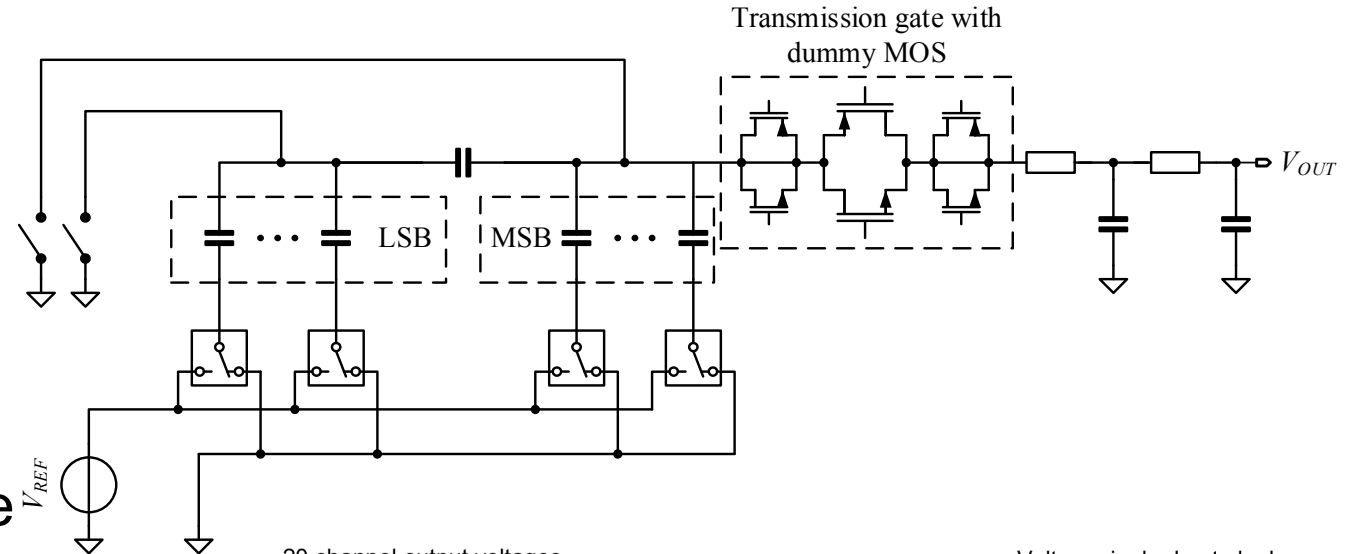 Transmission gate with
dummy MOS
V_OUT
LSB
MSB
V_REF
e